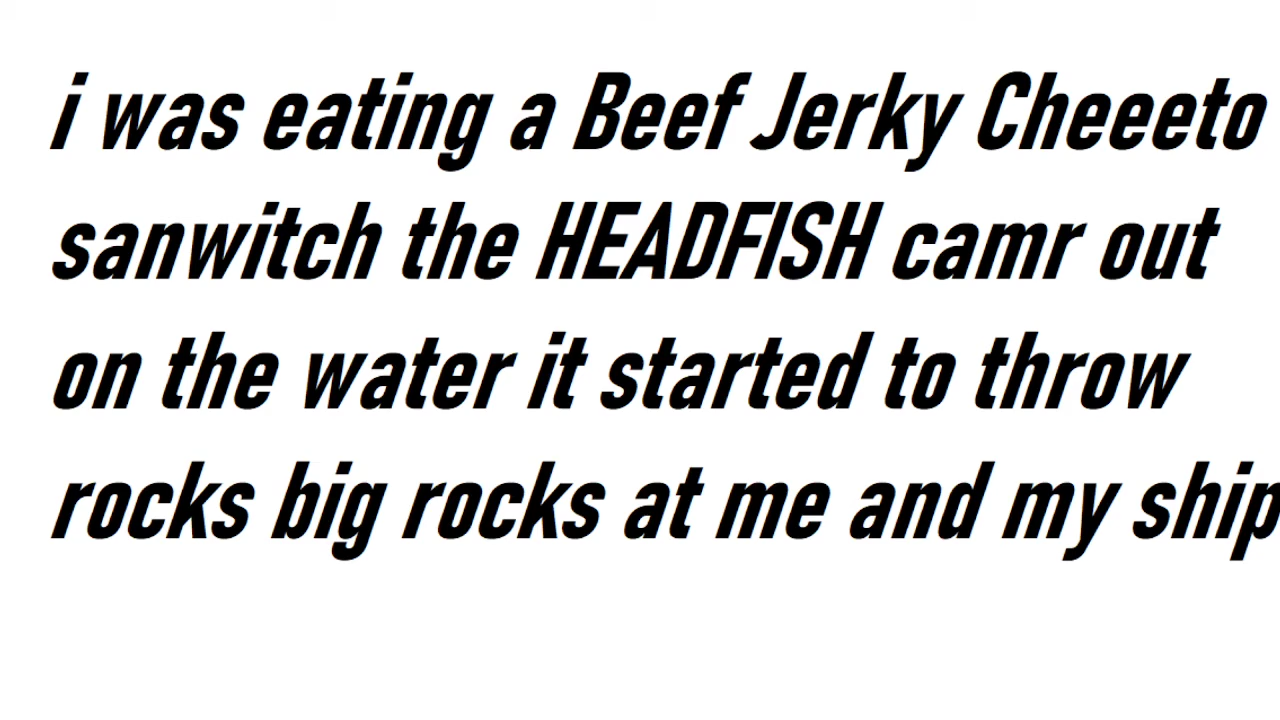 i was eating a Beef Jerky Cheeeto
sanwitch the HEADFISH camr out
on the water it started to throw
rocks big rocks at me and my ship